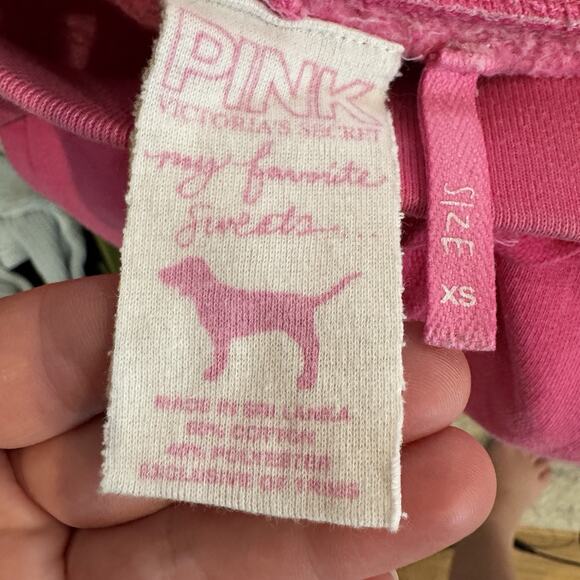 PINK
VICTORIA'S SECRET
my favorite
sweats...
MADE IN SRI LANKA
60% COTTON
40% POLYESTER
EXCLUSIVE OF TRIMS
SIZE
XS